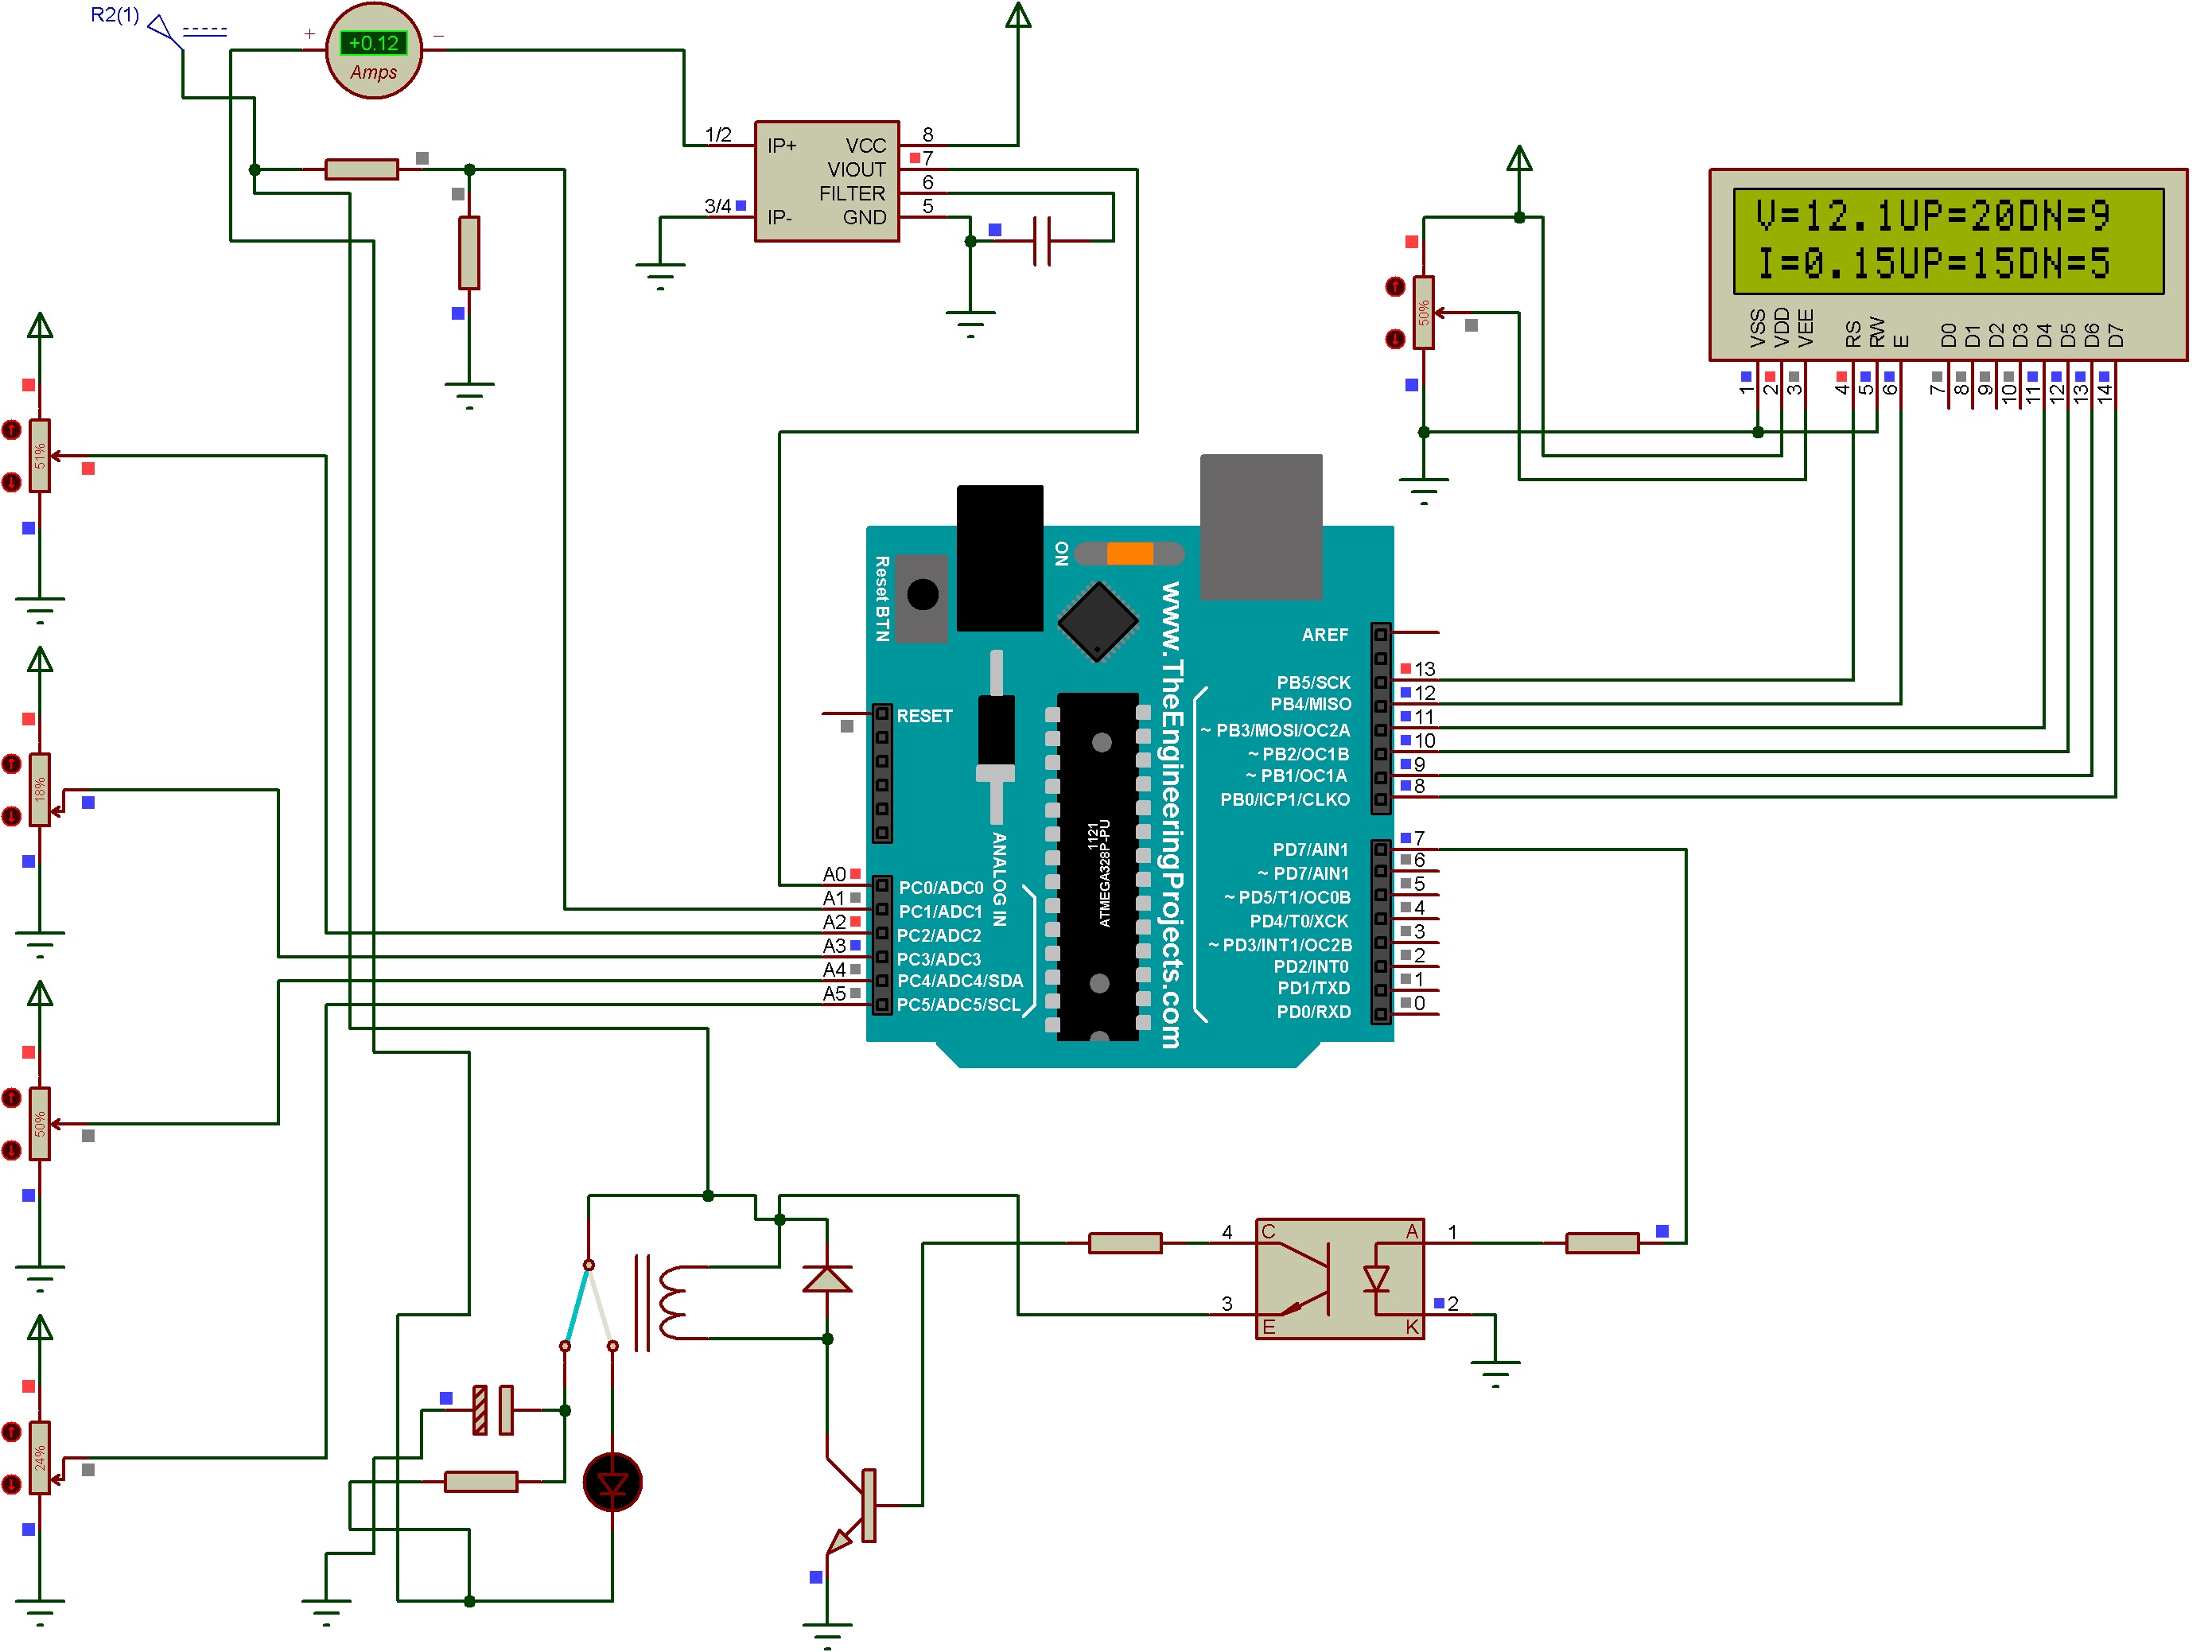 R2(1)
+
+0.12
Amps
−
1/2
IP+
3/4
IP-
VCC
8
VIOUT
7
FILTER
6
GND
5
V=12.1UP=20DN=9
I=0.15UP=15DN=5
VSS
VDD
VEE
RS
RW
E
D0
D1
D2
D3
D4
D5
D6
D7
1
2
3
4
5
6
7
8
9
10
11
12
13
14
50%
51%
18%
50%
24%
Reset BTN
ON
www.TheEngineeringProjects.com
RESET
ANALOG IN
1121
ATMEGA328P-PU
AREF
PB5/SCK
13
PB4/MISO
12
~ PB3/MOSI/OC2A
11
~ PB2/OC1B
10
~ PB1/OC1A
9
PB0/ICP1/CLKO
8
PD7/AIN1
7
~ PD7/AIN1
6
~ PD5/T1/OC0B
5
PD4/T0/XCK
4
~ PD3/INT1/OC2B
3
PD2/INT0
2
PD1/TXD
1
PD0/RXD
0
A0
PC0/ADC0
A1
PC1/ADC1
A2
PC2/ADC2
A3
PC3/ADC3
A4
PC4/ADC4/SDA
A5
PC5/ADC5/SCL
4
C
A
1
3
E
K
2